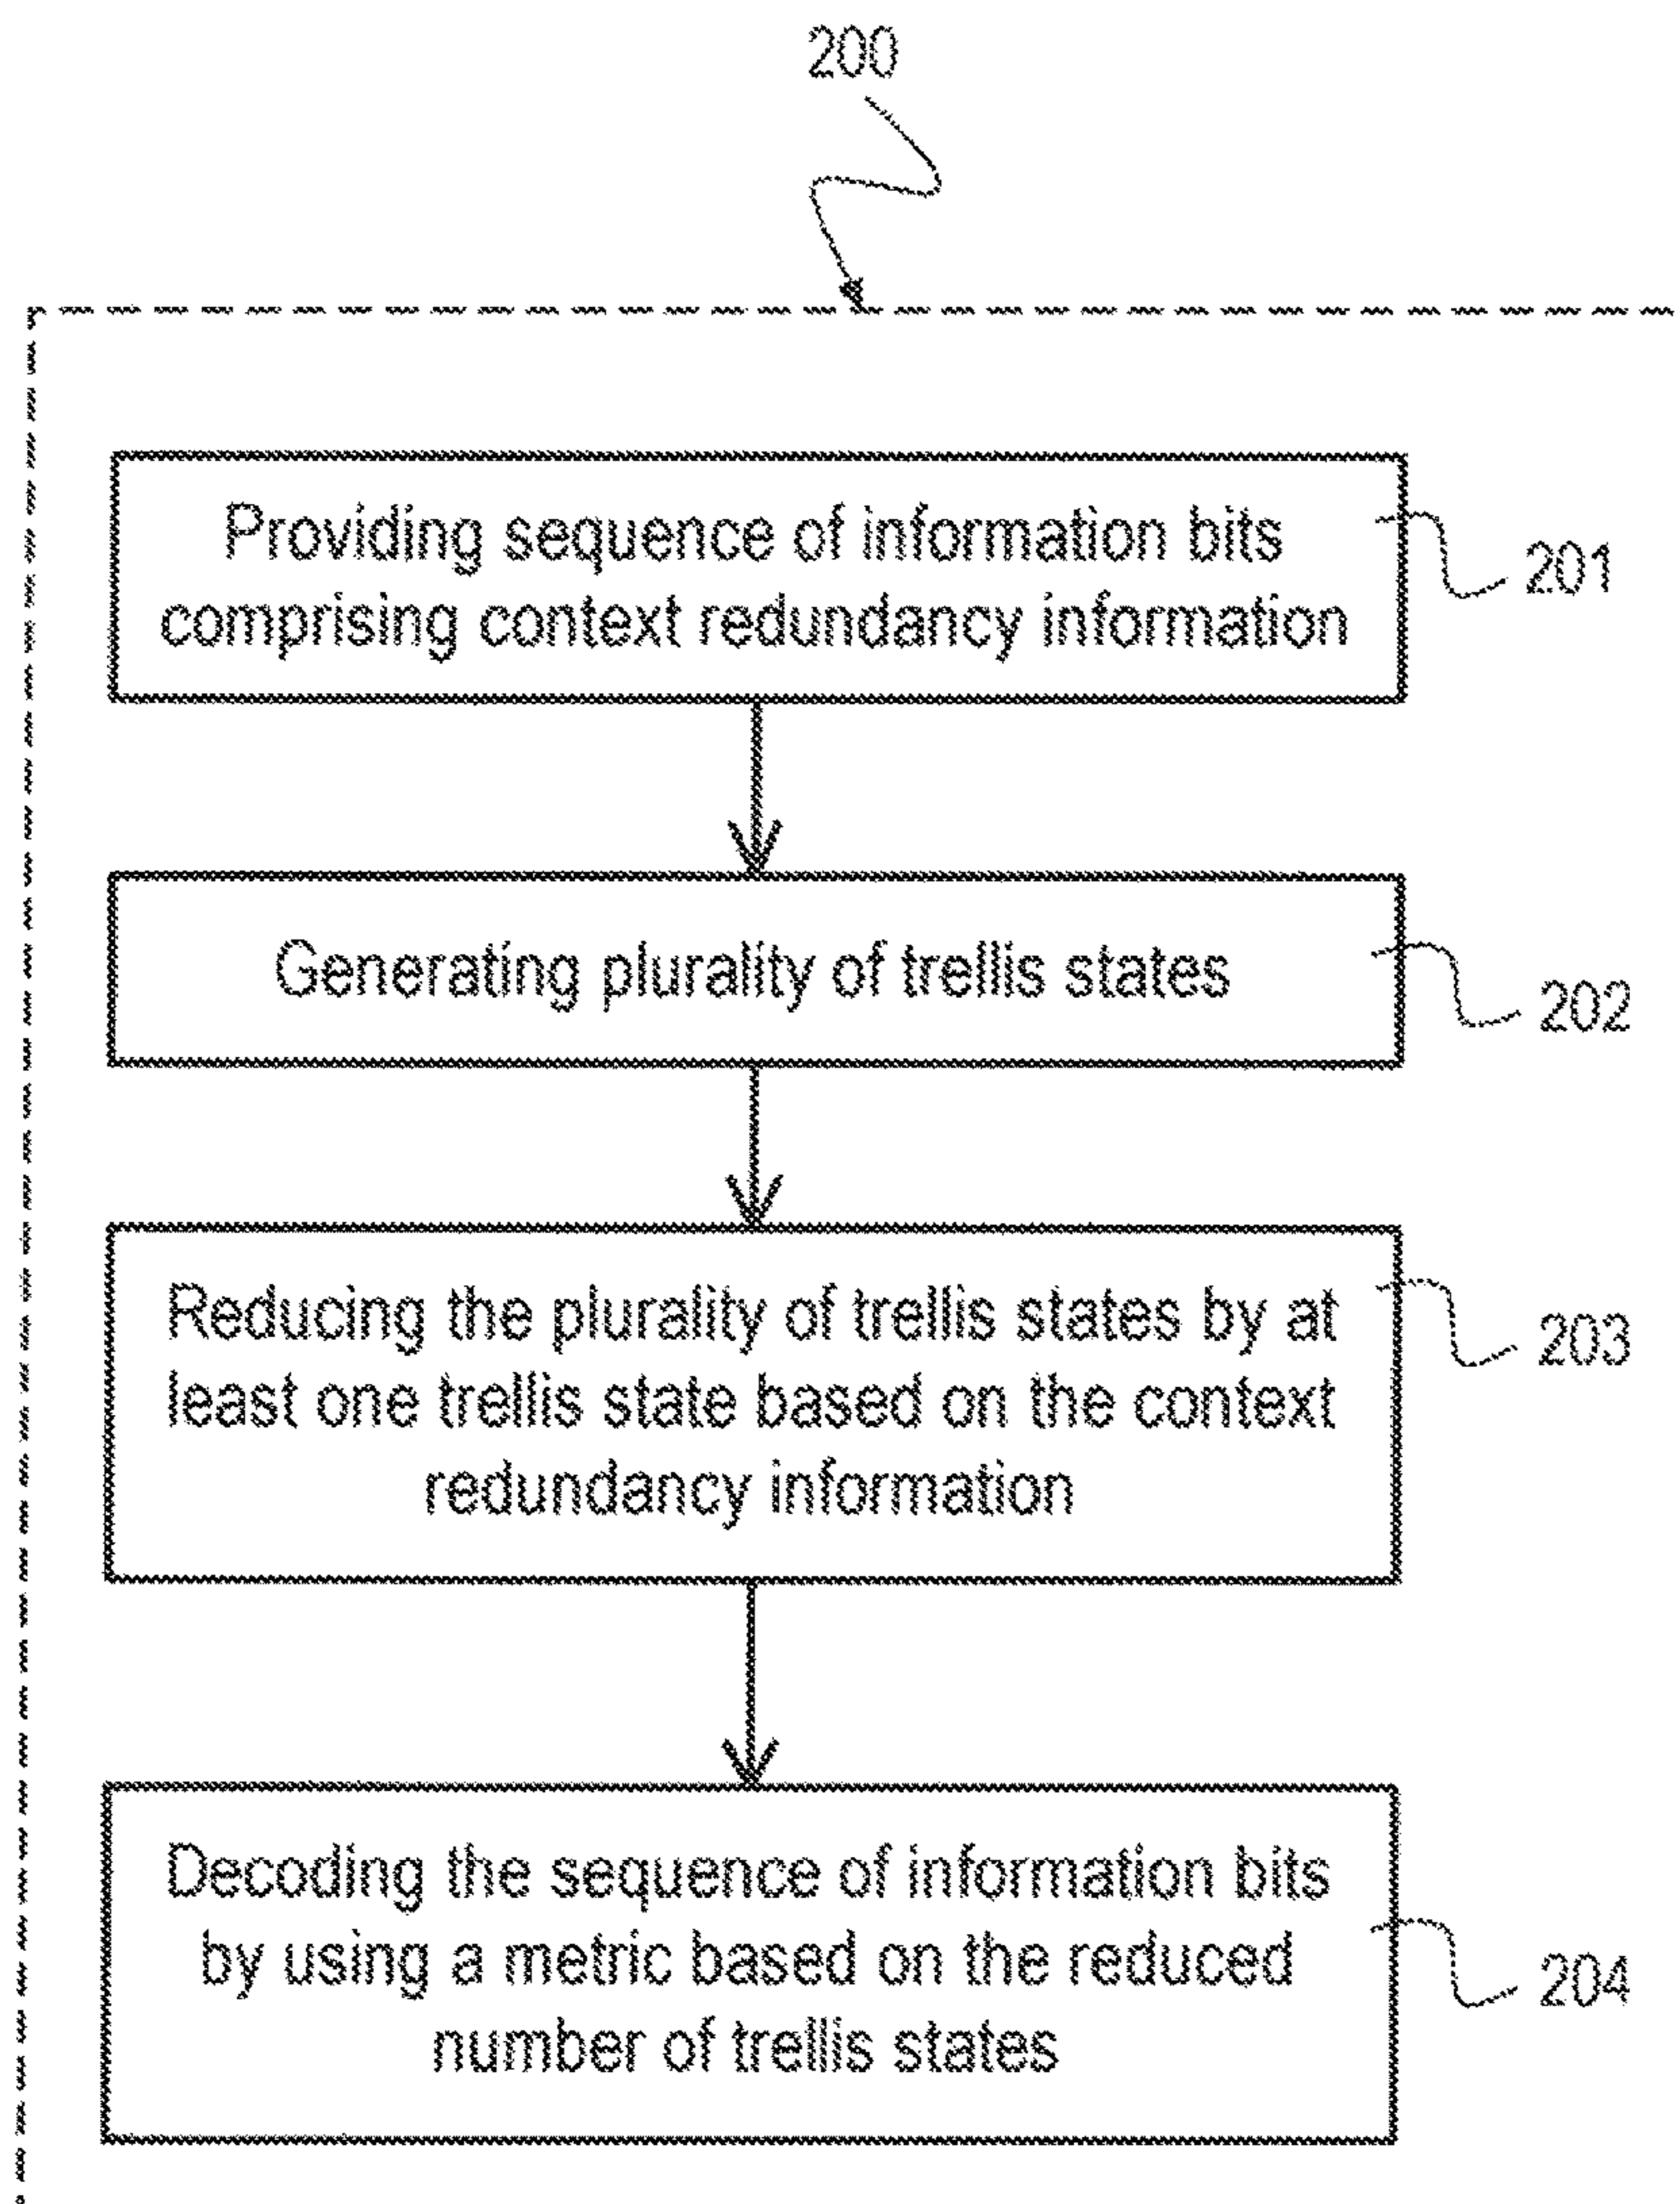 200
Providing sequence of information bits
comprising context redundancy information
201
Generating plurality of trellis states
202
Reducing the plurality of trellis states by at
least one trellis state based on the context
redundancy information
203
Decoding the sequence of information bits
by using a metric based on the reduced
number of trellis states
204